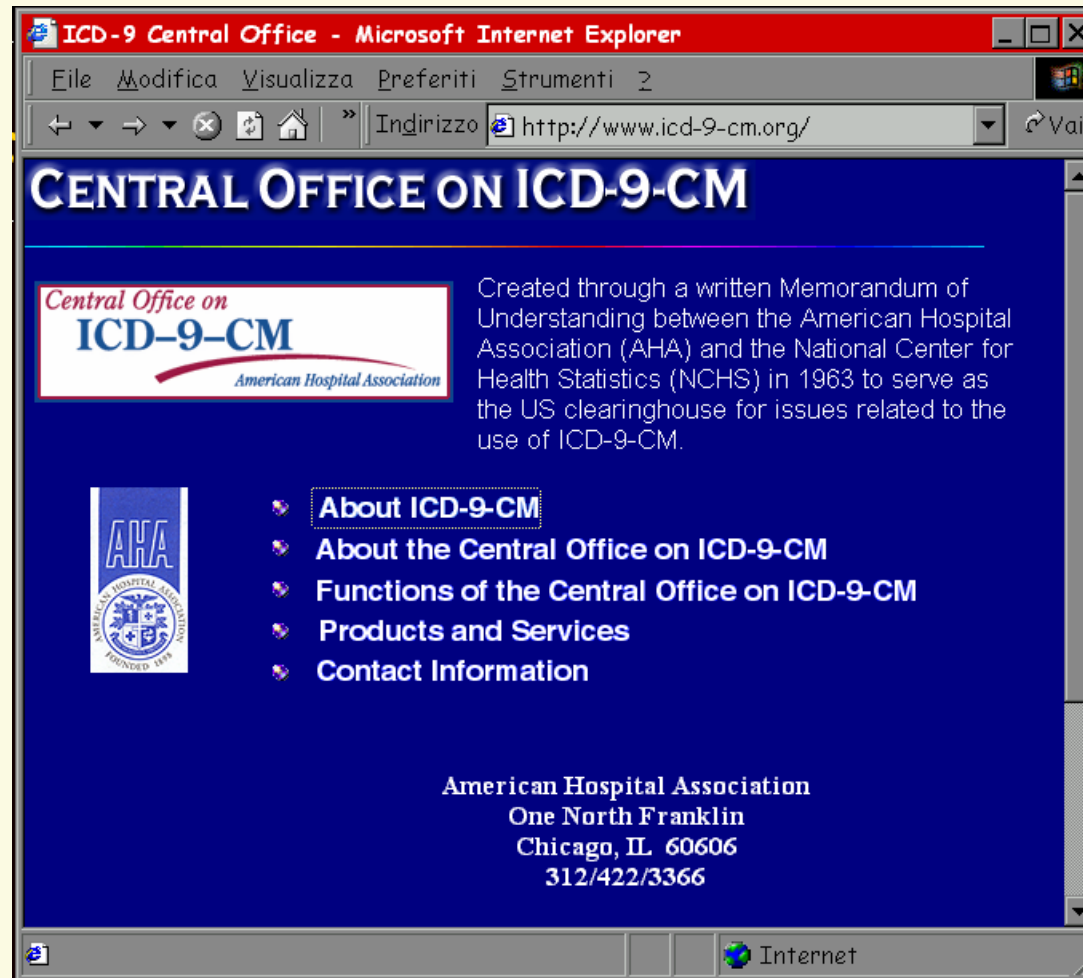 ICD-9 Central Office - Microsoft Internet Explorer
File Modifica Visualizza Preferiti Strumenti ?
» Indirizzo http://www.icd-9-cm.org/ Vai
CENTRAL OFFICE ON ICD-9-CM
Central Office on
ICD–9–CM
American Hospital Association
Created through a written Memorandum of
Understanding between the American Hospital
Association (AHA) and the National Center for
Health Statistics (NCHS) in 1963 to serve as
the US clearinghouse for issues related to the
use of ICD-9-CM.
AHA
AMERICAN HOSPITAL ASSOCIATION
FOUNDED 1898
About ICD-9-CM
About the Central Office on ICD-9-CM
Functions of the Central Office on ICD-9-CM
Products and Services
Contact Information
American Hospital Association
One North Franklin
Chicago, IL 60606
312/422/3366
Internet